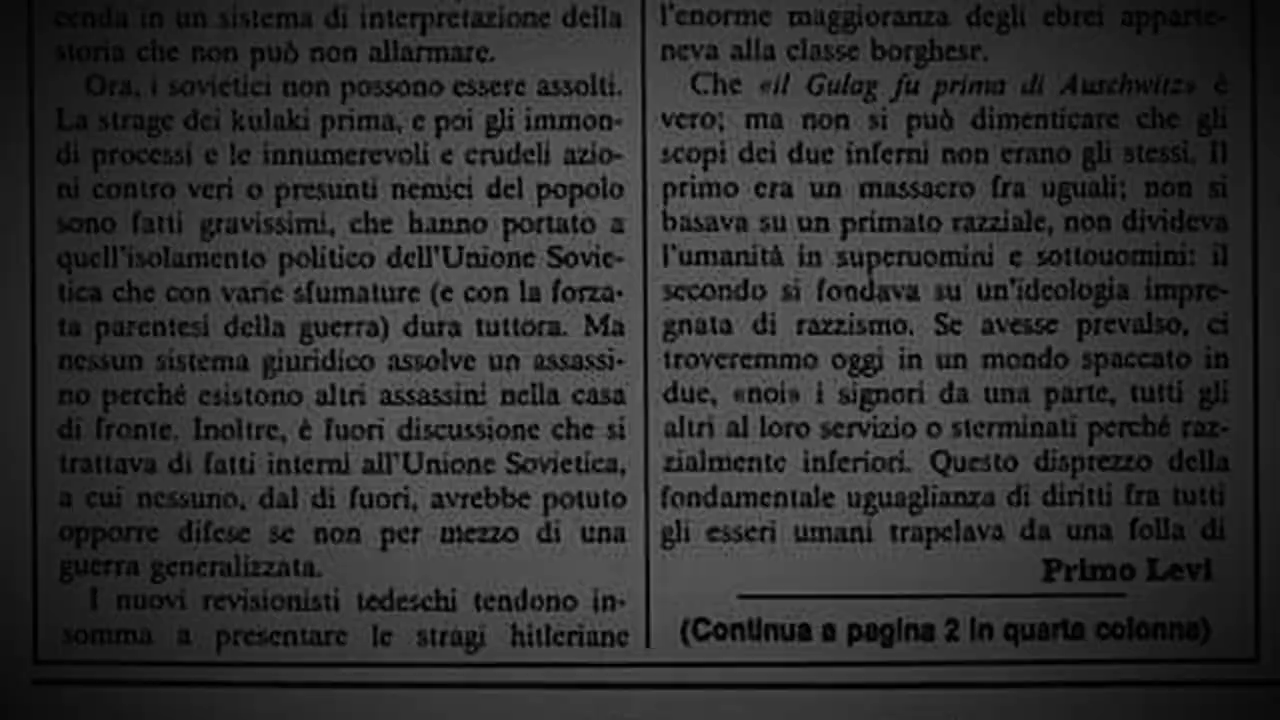 cenda in un sistema di interpretazione della
storia che non può non allarmare.
Ora, i sovietici non possono essere assolti.
La strage dei kulaki prima, e poi gli immon-
di processi e le innumerevoli e crudeli azio-
ni contro veri o presunti nemici del popolo
sono fatti gravissimi, che hanno portato a
quell'isolamento politico dell'Unione Sovie-
tica che con varie sfumature (e con la forza-
ta parentesi della guerra) dura tuttora. Ma
nessun sistema giuridico assolve un assassi-
no perché esistono altri assassini nella casa
di fronte. Inoltre, è fuori discussione che si
trattava di fatti interni all'Unione Sovietica,
a cui nessuno, dal di fuori, avrebbe potuto
opporre difese se non per mezzo di una
guerra generalizzata.
I nuovi revisionisti tedeschi tendono in-
somma a presentare le stragi hitleriane
l'enorme maggioranza degli ebrei apparte-
neva alla classe borghese.
Che «il Gulag fu prima di Auschwitz» è
vero; ma non si può dimenticare che gli
scopi dei due inferni non erano gli stessi. Il
primo era un massacro fra uguali; non si
basava su un primato razziale, non divideva
l'umanità in superuomini e sottouomini: il
secondo si fondava su un'ideologia impre-
gnata di razzismo. Se avesse prevalso, ci
troveremmo oggi in un mondo spaccato in
due, «noi» i signori da una parte, tutti gli
altri al loro servizio o sterminati perché raz-
zialmente inferiori. Questo disprezzo della
fondamentale uguaglianza di diritti fra tutti
gli esseri umani trapelava da una folla di
Primo Levi
(Continua a pagina 2 in quarta colonna)